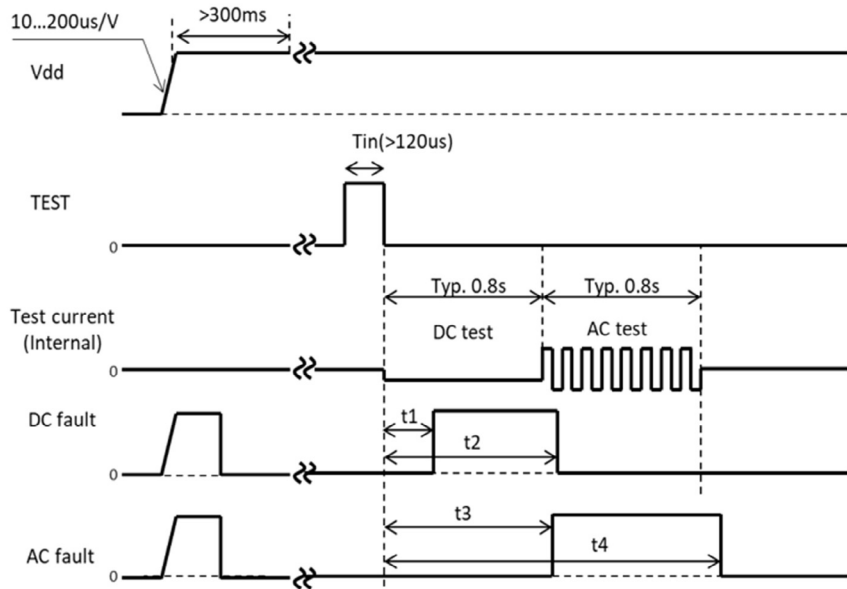 >300ms
10...200us/V
Vdd
Tin(>120us)
TEST
0
Typ. 0.8s
Typ. 0.8s
Test current
(Internal)
DC test
AC test
0
DC fault
t1
t2
0
AC fault
t3
t4
0